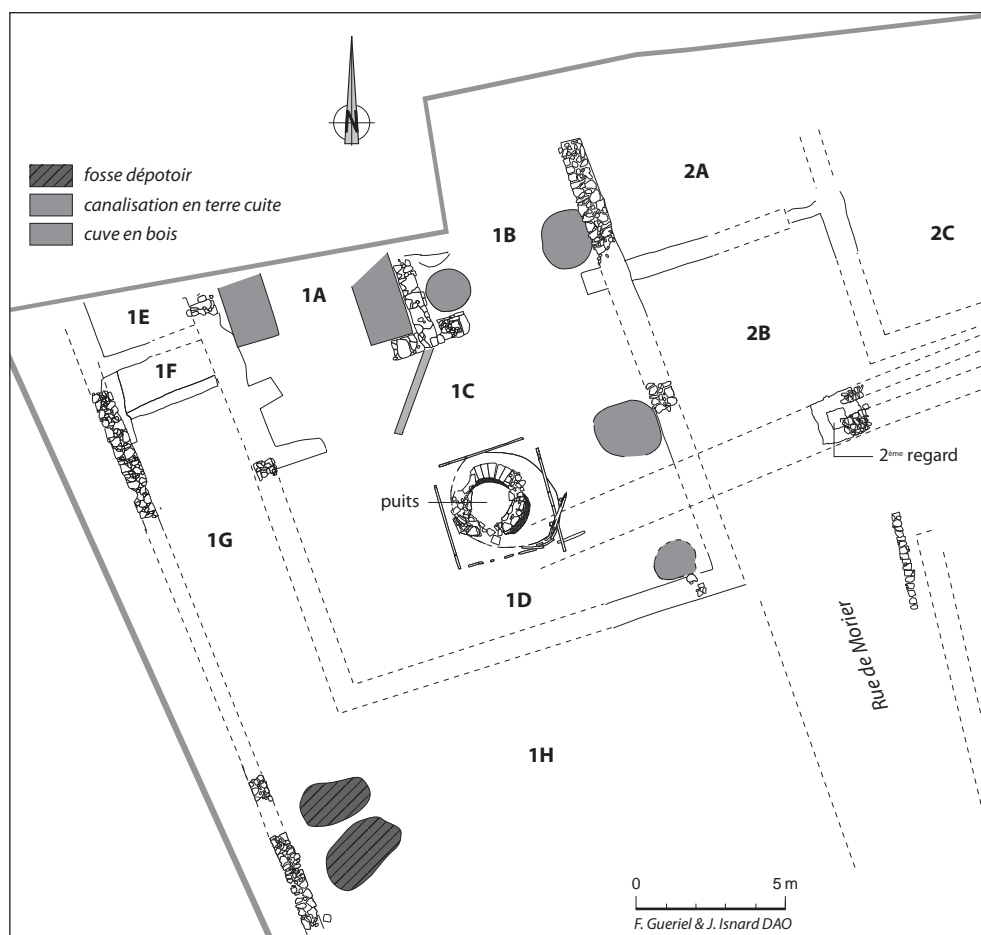 N
fosse dépotoir
canalisation en terre cuite
cuve en bois
2A
1B
2C
1A
1E
2B
1F
1C
2ème regard
puits
1G
1D
Rue de Morier
1H
0 5 m
F. Gueriel & J. Isnard DAO